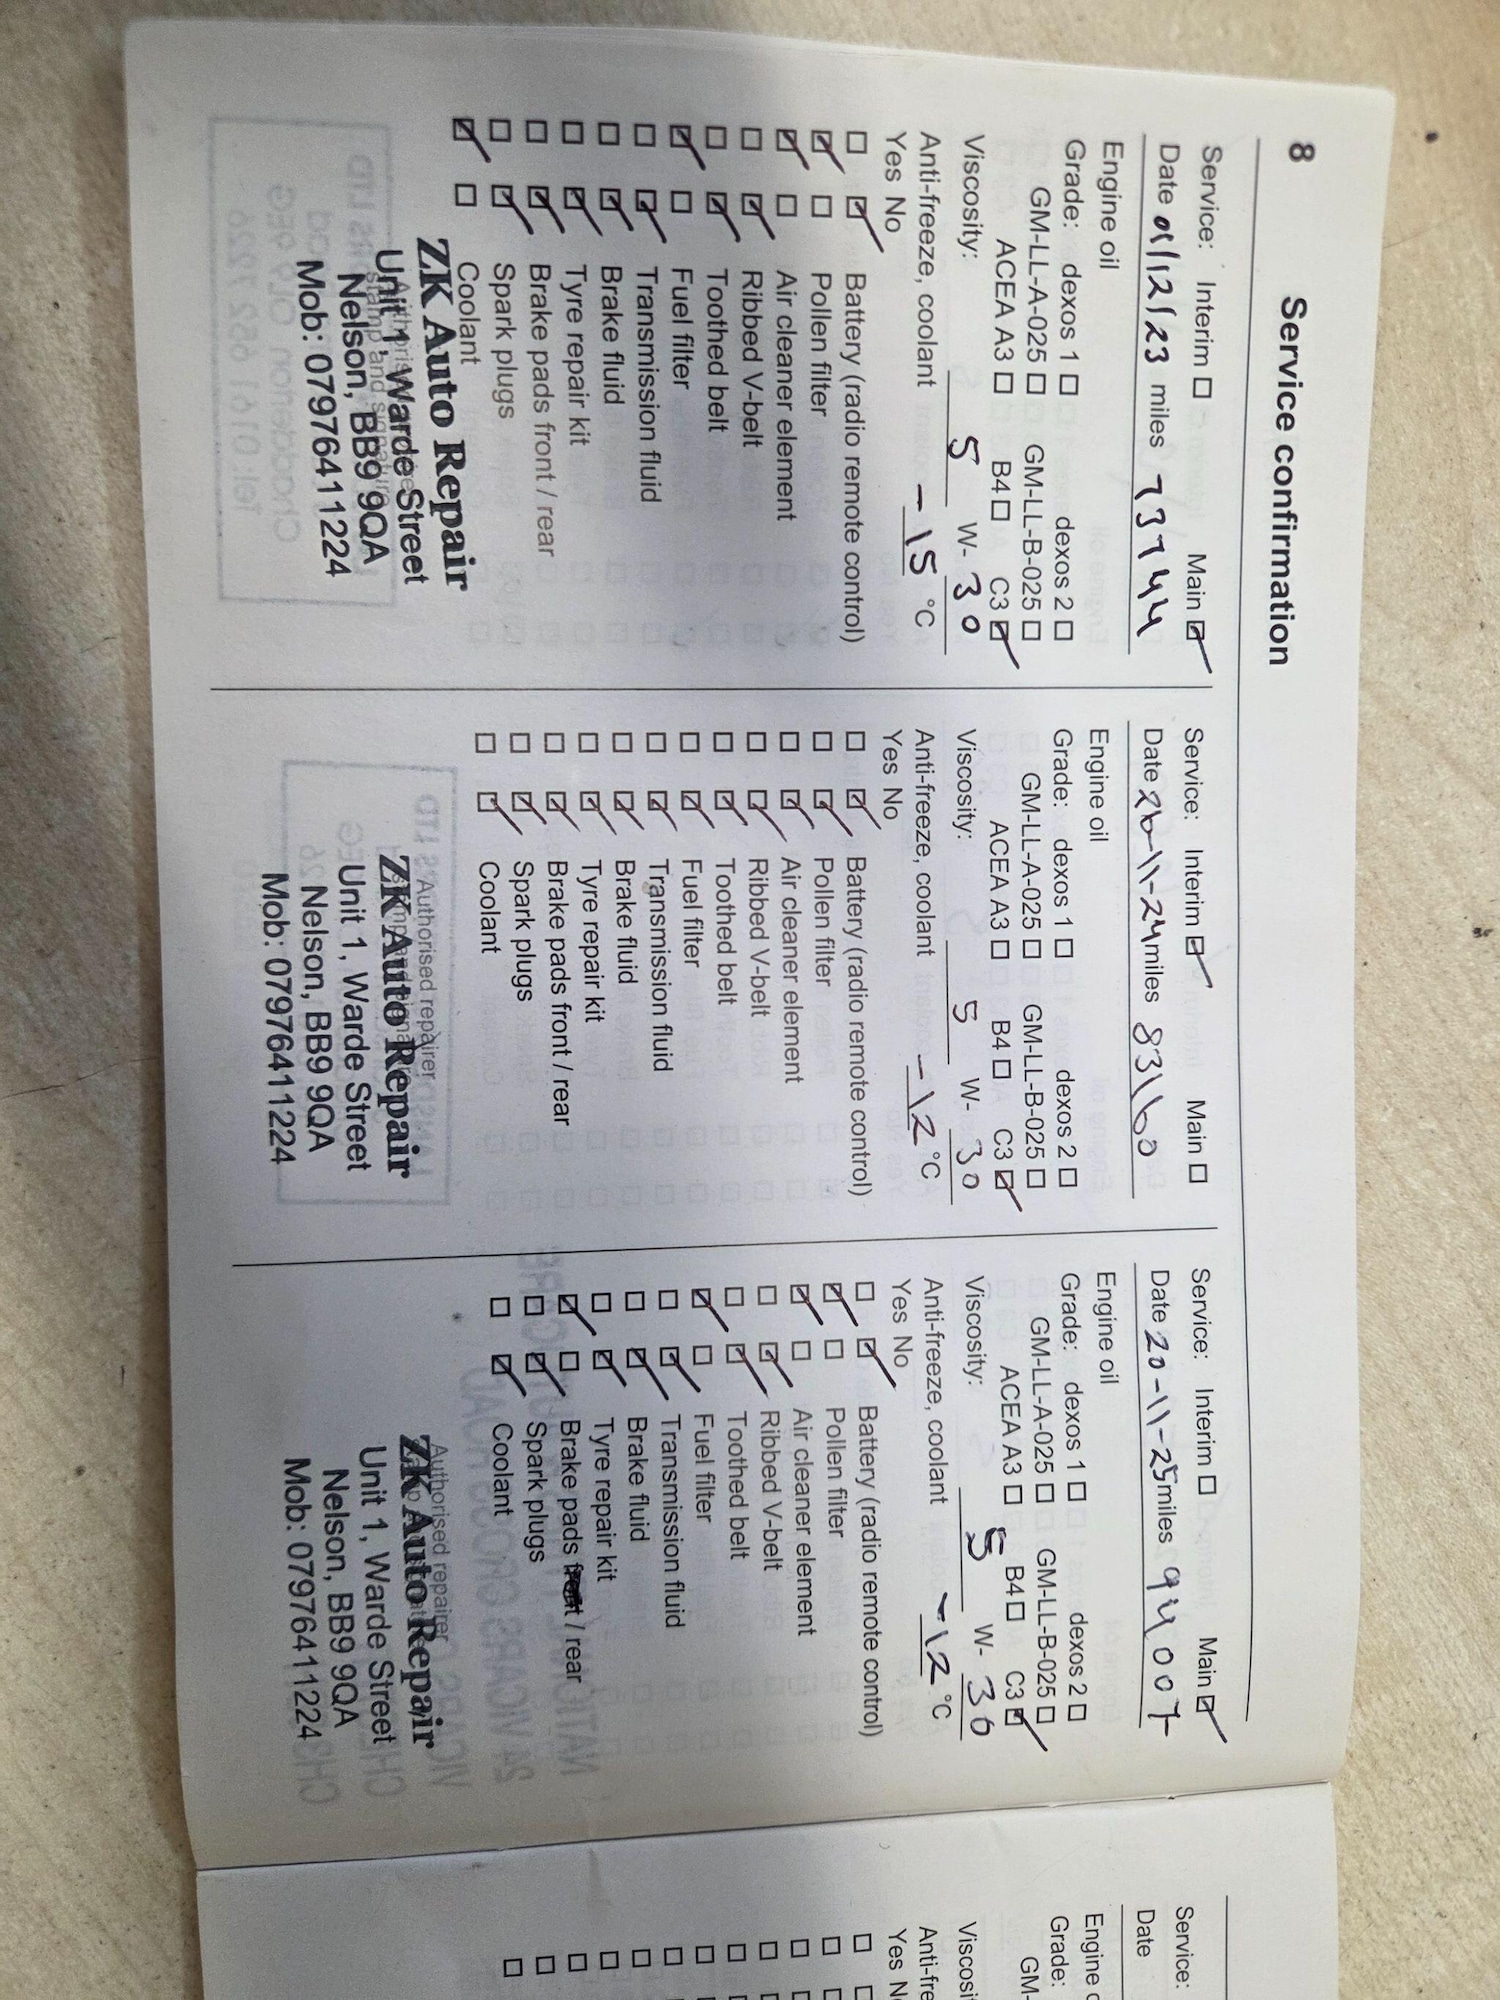 8 Service confirmation
Service: Interim ☐ Main ☑
Date 01/12/23 miles 73744
Engine oil
Grade: dexos 1 ☐ dexos 2 ☐
GM-LL-A-025 ☐ GM-LL-B-025 ☐
ACEA A3 ☐ B4 ☐ C3 ☑
Viscosity: 5 W- 30
Anti-freeze, coolant -15 °C
Yes No
☐ ☑ Battery (radio remote control)
☑ ☐ Pollen filter
☑ ☐ Air cleaner element
☐ ☑ Ribbed V-belt
☐ ☑ Toothed belt
☑ ☐ Fuel filter
☐ ☑ Transmission fluid
☐ ☑ Brake fluid
☐ ☑ Tyre repair kit
☐ ☑ Brake pads front / rear
☐ ☑ Spark plugs
☑ ☐ Coolant
ZK Auto Repair
Unit 1, Warde Street
Nelson, BB9 9QA
Mob: 07976411224
Service: Interim ☑ Main ☐
Date 26-11-24 miles 83160
Engine oil
Grade: dexos 1 ☐ dexos 2 ☐
GM-LL-A-025 ☐ GM-LL-B-025 ☐
ACEA A3 ☐ B4 ☐ C3 ☑
Viscosity: 5 W- 30
Anti-freeze, coolant -12 °C
Yes No
☐ ☑ Battery (radio remote control)
☐ ☑ Pollen filter
☐ ☑ Air cleaner element
☐ ☑ Ribbed V-belt
☐ ☑ Toothed belt
☐ ☑ Fuel filter
☐ ☑ Transmission fluid
☐ ☑ Brake fluid
☐ ☑ Tyre repair kit
☐ ☑ Brake pads front / rear
☐ ☑ Spark plugs
☐ ☑ Coolant
Authorised repairer
ZK Auto Repair
Unit 1, Warde Street
Nelson, BB9 9QA
Mob: 07976411224
Service: Interim ☐ Main ☑
Date 20-11-25 miles 94007
Engine oil
Grade: dexos 1 ☐ dexos 2 ☐
GM-LL-A-025 ☐ GM-LL-B-025 ☐
ACEA A3 ☐ B4 ☐ C3 ☑
Viscosity: 5 W- 30
Anti-freeze, coolant -12 °C
Yes No
☐ ☑ Battery (radio remote control)
☑ ☐ Pollen filter
☑ ☐ Air cleaner element
☐ ☑ Ribbed V-belt
☐ ☑ Toothed belt
☑ ☐ Fuel filter
☐ ☑ Transmission fluid
☐ ☑ Brake fluid
☐ ☑ Tyre repair kit
☑ ☐ Brake pads / rear
☐ ☑ Spark plugs
☐ ☑ Coolant
Authorised repairer
ZK Auto Repair
Unit 1, Warde Street
Nelson, BB9 9QA
Mob: 07976411224
Service:
Date
Engine
Grade:
GM-
Anti-fre
Yes